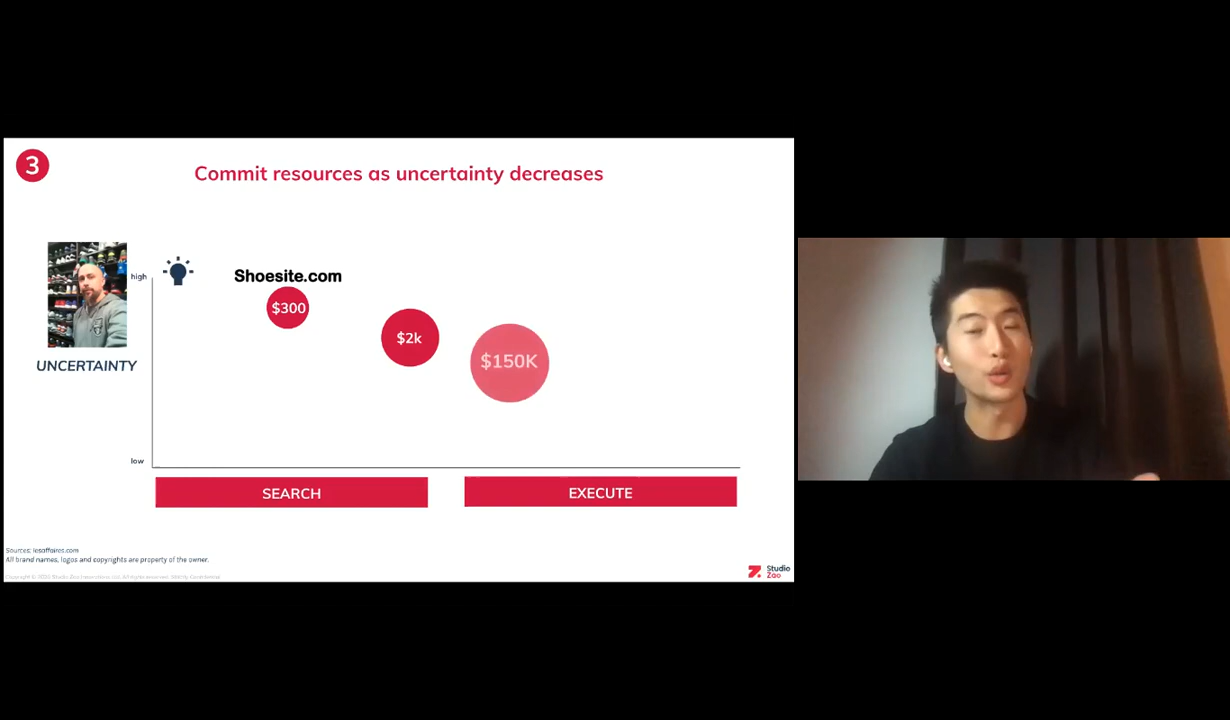 3
Commit resources as uncertainty decreases
high
Shoesite.com
$300
$2k
$150K
UNCERTAINTY
low
SEARCH
EXECUTE
Sources: lesaffaires.com
All brand names, logos and copyrights are property of the owner.
Studio
Zao